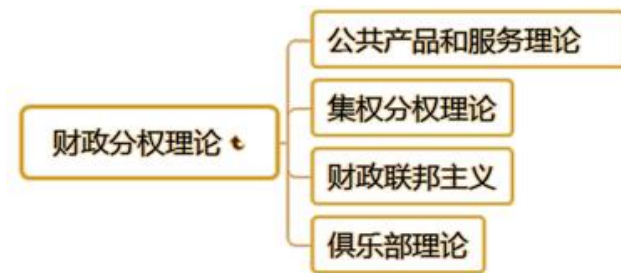 公共产品和服务理论
集权分权理论
财政分权理论
财政联邦主义
俱乐部理论